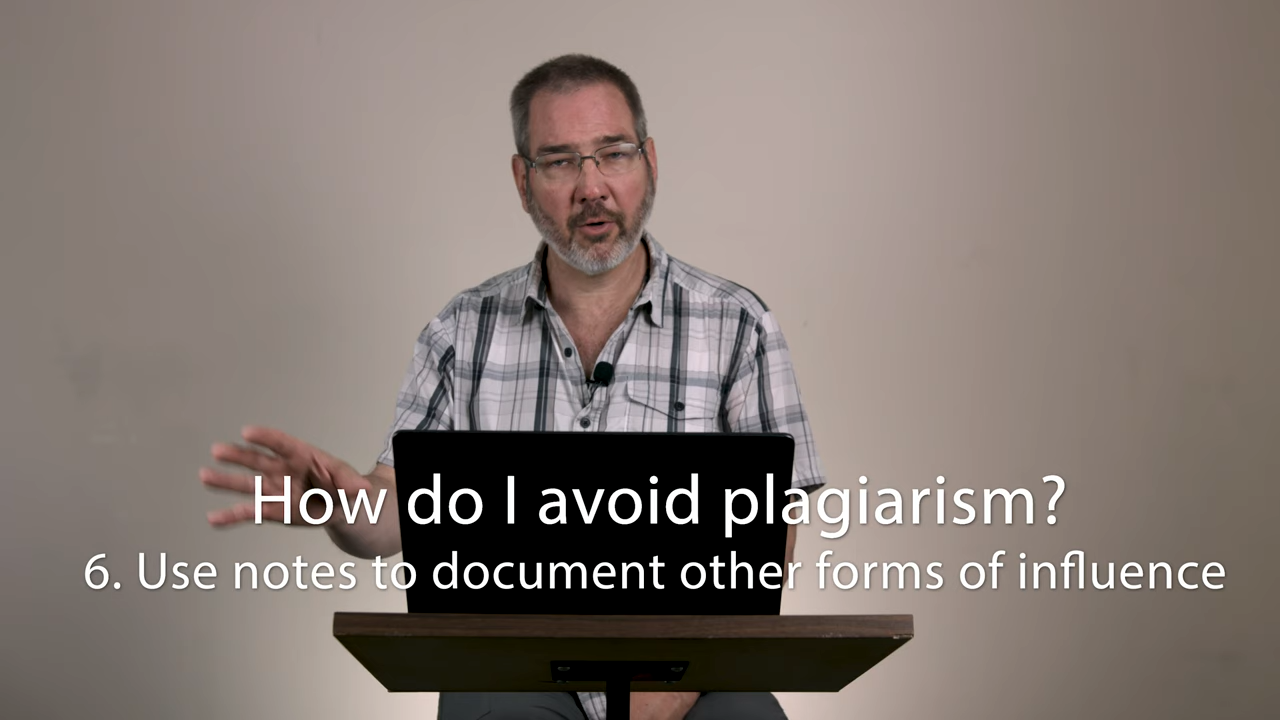 How do I avoid plagiarism?
6. Use notes to document other forms of influence